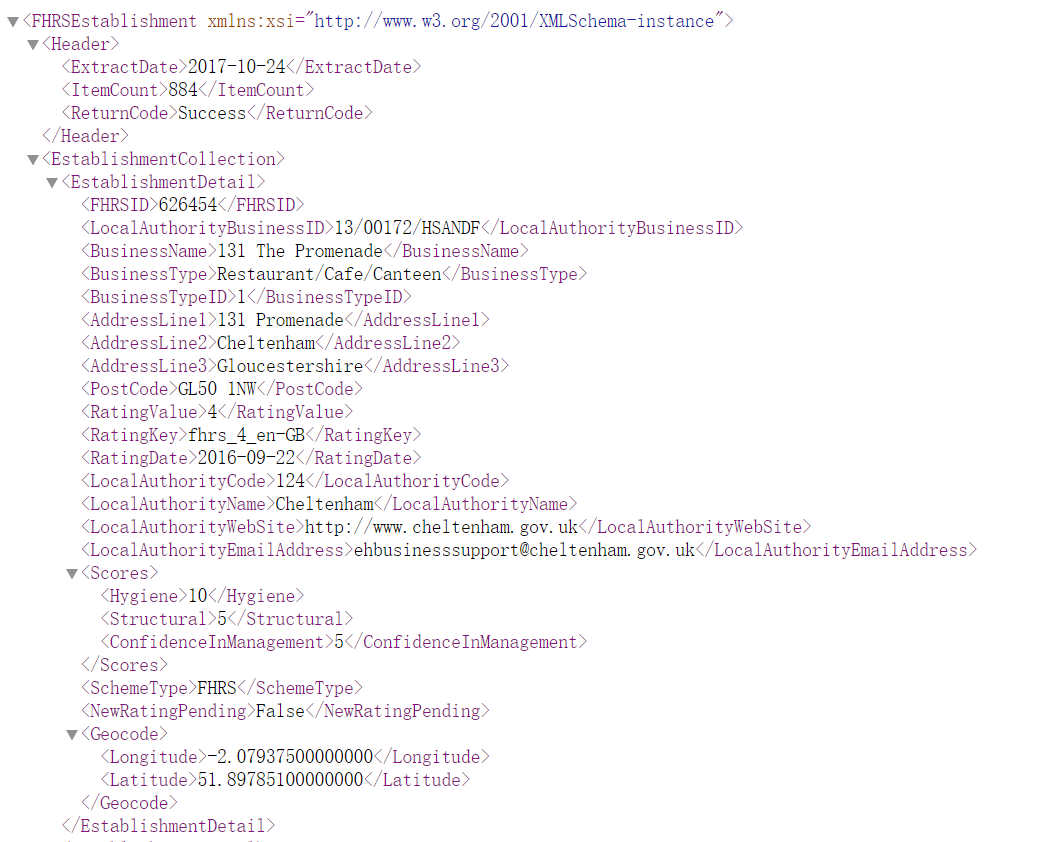 <FHRSEstablishment xmlns:xsi="http://www.w3.org/2001/XMLSchema-instance">
<Header>
<ExtractDate>2017-10-24</ExtractDate>
<ItemCount>884</ItemCount>
<ReturnCode>Success</ReturnCode>
</Header>
<EstablishmentCollection>
<EstablishmentDetail>
<FHRSID>626454</FHRSID>
<LocalAuthorityBusinessID>13/00172/HSANDF</LocalAuthorityBusinessID>
<BusinessName>131 The Promenade</BusinessName>
<BusinessType>Restaurant/Cafe/Canteen</BusinessType>
<BusinessTypeID>1</BusinessTypeID>
<AddressLine1>131 Promenade</AddressLine1>
<AddressLine2>Cheltenham</AddressLine2>
<AddressLine3>Gloucestershire</AddressLine3>
<PostCode>GL50 1NW</PostCode>
<RatingValue>4</RatingValue>
<RatingKey>fhrs_4_en-GB</RatingKey>
<RatingDate>2016-09-22</RatingDate>
<LocalAuthorityCode>124</LocalAuthorityCode>
<LocalAuthorityName>Cheltenham</LocalAuthorityName>
<LocalAuthorityWebSite>http://www.cheltenham.gov.uk</LocalAuthorityWebSite>
<LocalAuthorityEmailAddress>ehbusinesssupport@cheltenham.gov.uk</LocalAuthorityEmailAddress>
<Scores>
<Hygiene>10</Hygiene>
<Structural>5</Structural>
<ConfidenceInManagement>5</ConfidenceInManagement>
</Scores>
<SchemeType>FHRS</SchemeType>
<NewRatingPending>False</NewRatingPending>
<Geocode>
<Longitude>-2.07937500000000</Longitude>
<Latitude>51.89785100000000</Latitude>
</Geocode>
</EstablishmentDetail>